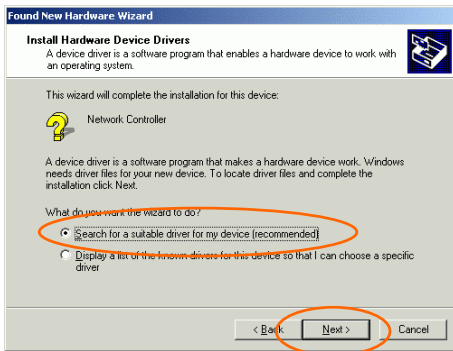 Found New Hardware Wizard
Install Hardware Device Drivers
A device driver is a software program that enables a hardware device to work with
an operating system.
This wizard will complete the installation for this device:
Network Controller
A device driver is a software program that makes a hardware device work. Windows
needs driver files for your new device. To locate driver files and complete the
installation click Next.
What do you want the wizard to do?
Search for a suitable driver for my device (recommended)
Display a list of the known drivers for this device so that I can choose a specific
driver
< Back Next > Cancel